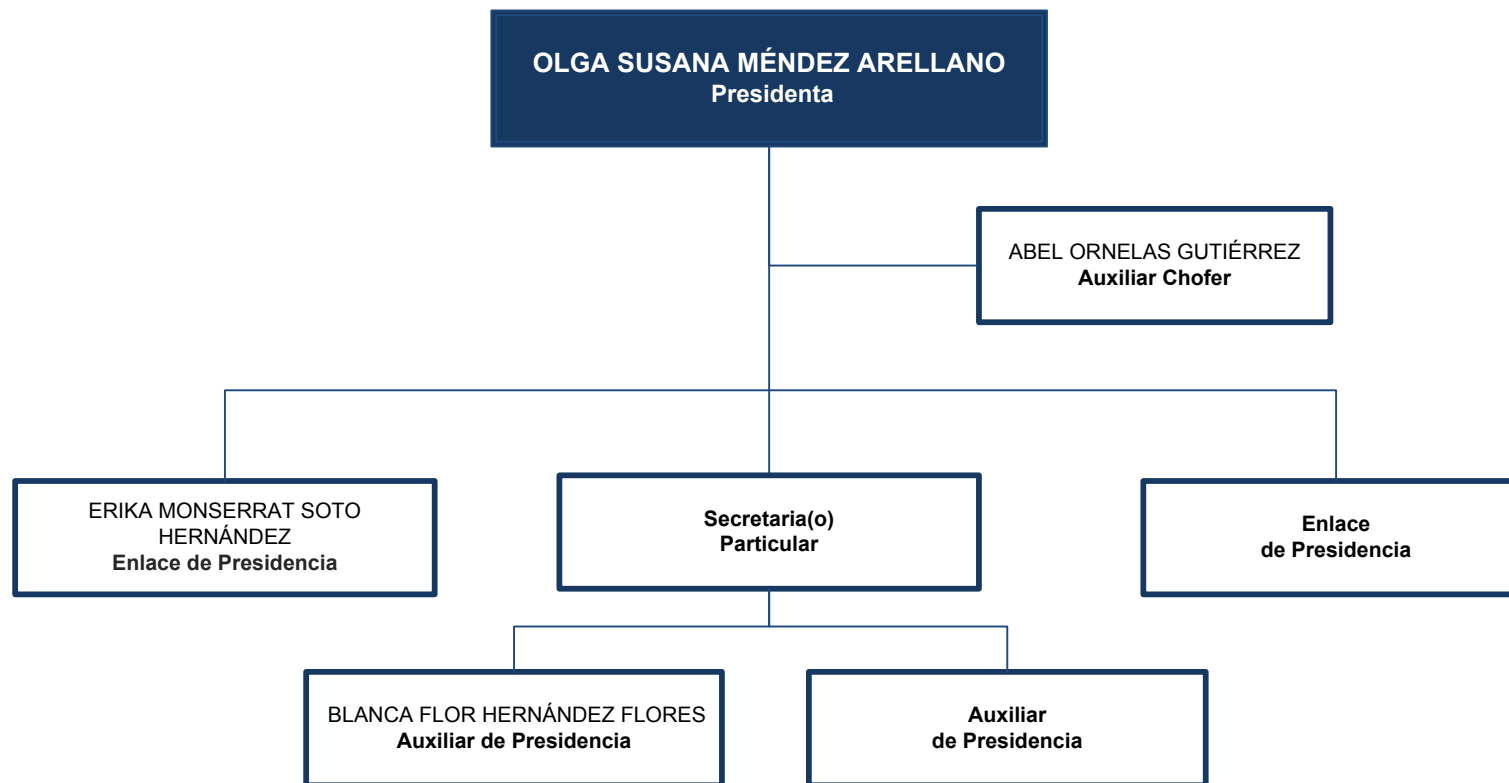 OLGA SUSANA MÉNDEZ ARELLANO
Presidenta
ABEL ORNELAS GUTIÉRREZ
Auxiliar Chofer
ERIKA MONSERRAT SOTO
HERNÁNDEZ
Enlace de Presidencia
Secretaria(o)
Particular
Enlace
de Presidencia
BLANCA FLOR HERNÁNDEZ FLORES
Auxiliar de Presidencia
Auxiliar
de Presidencia